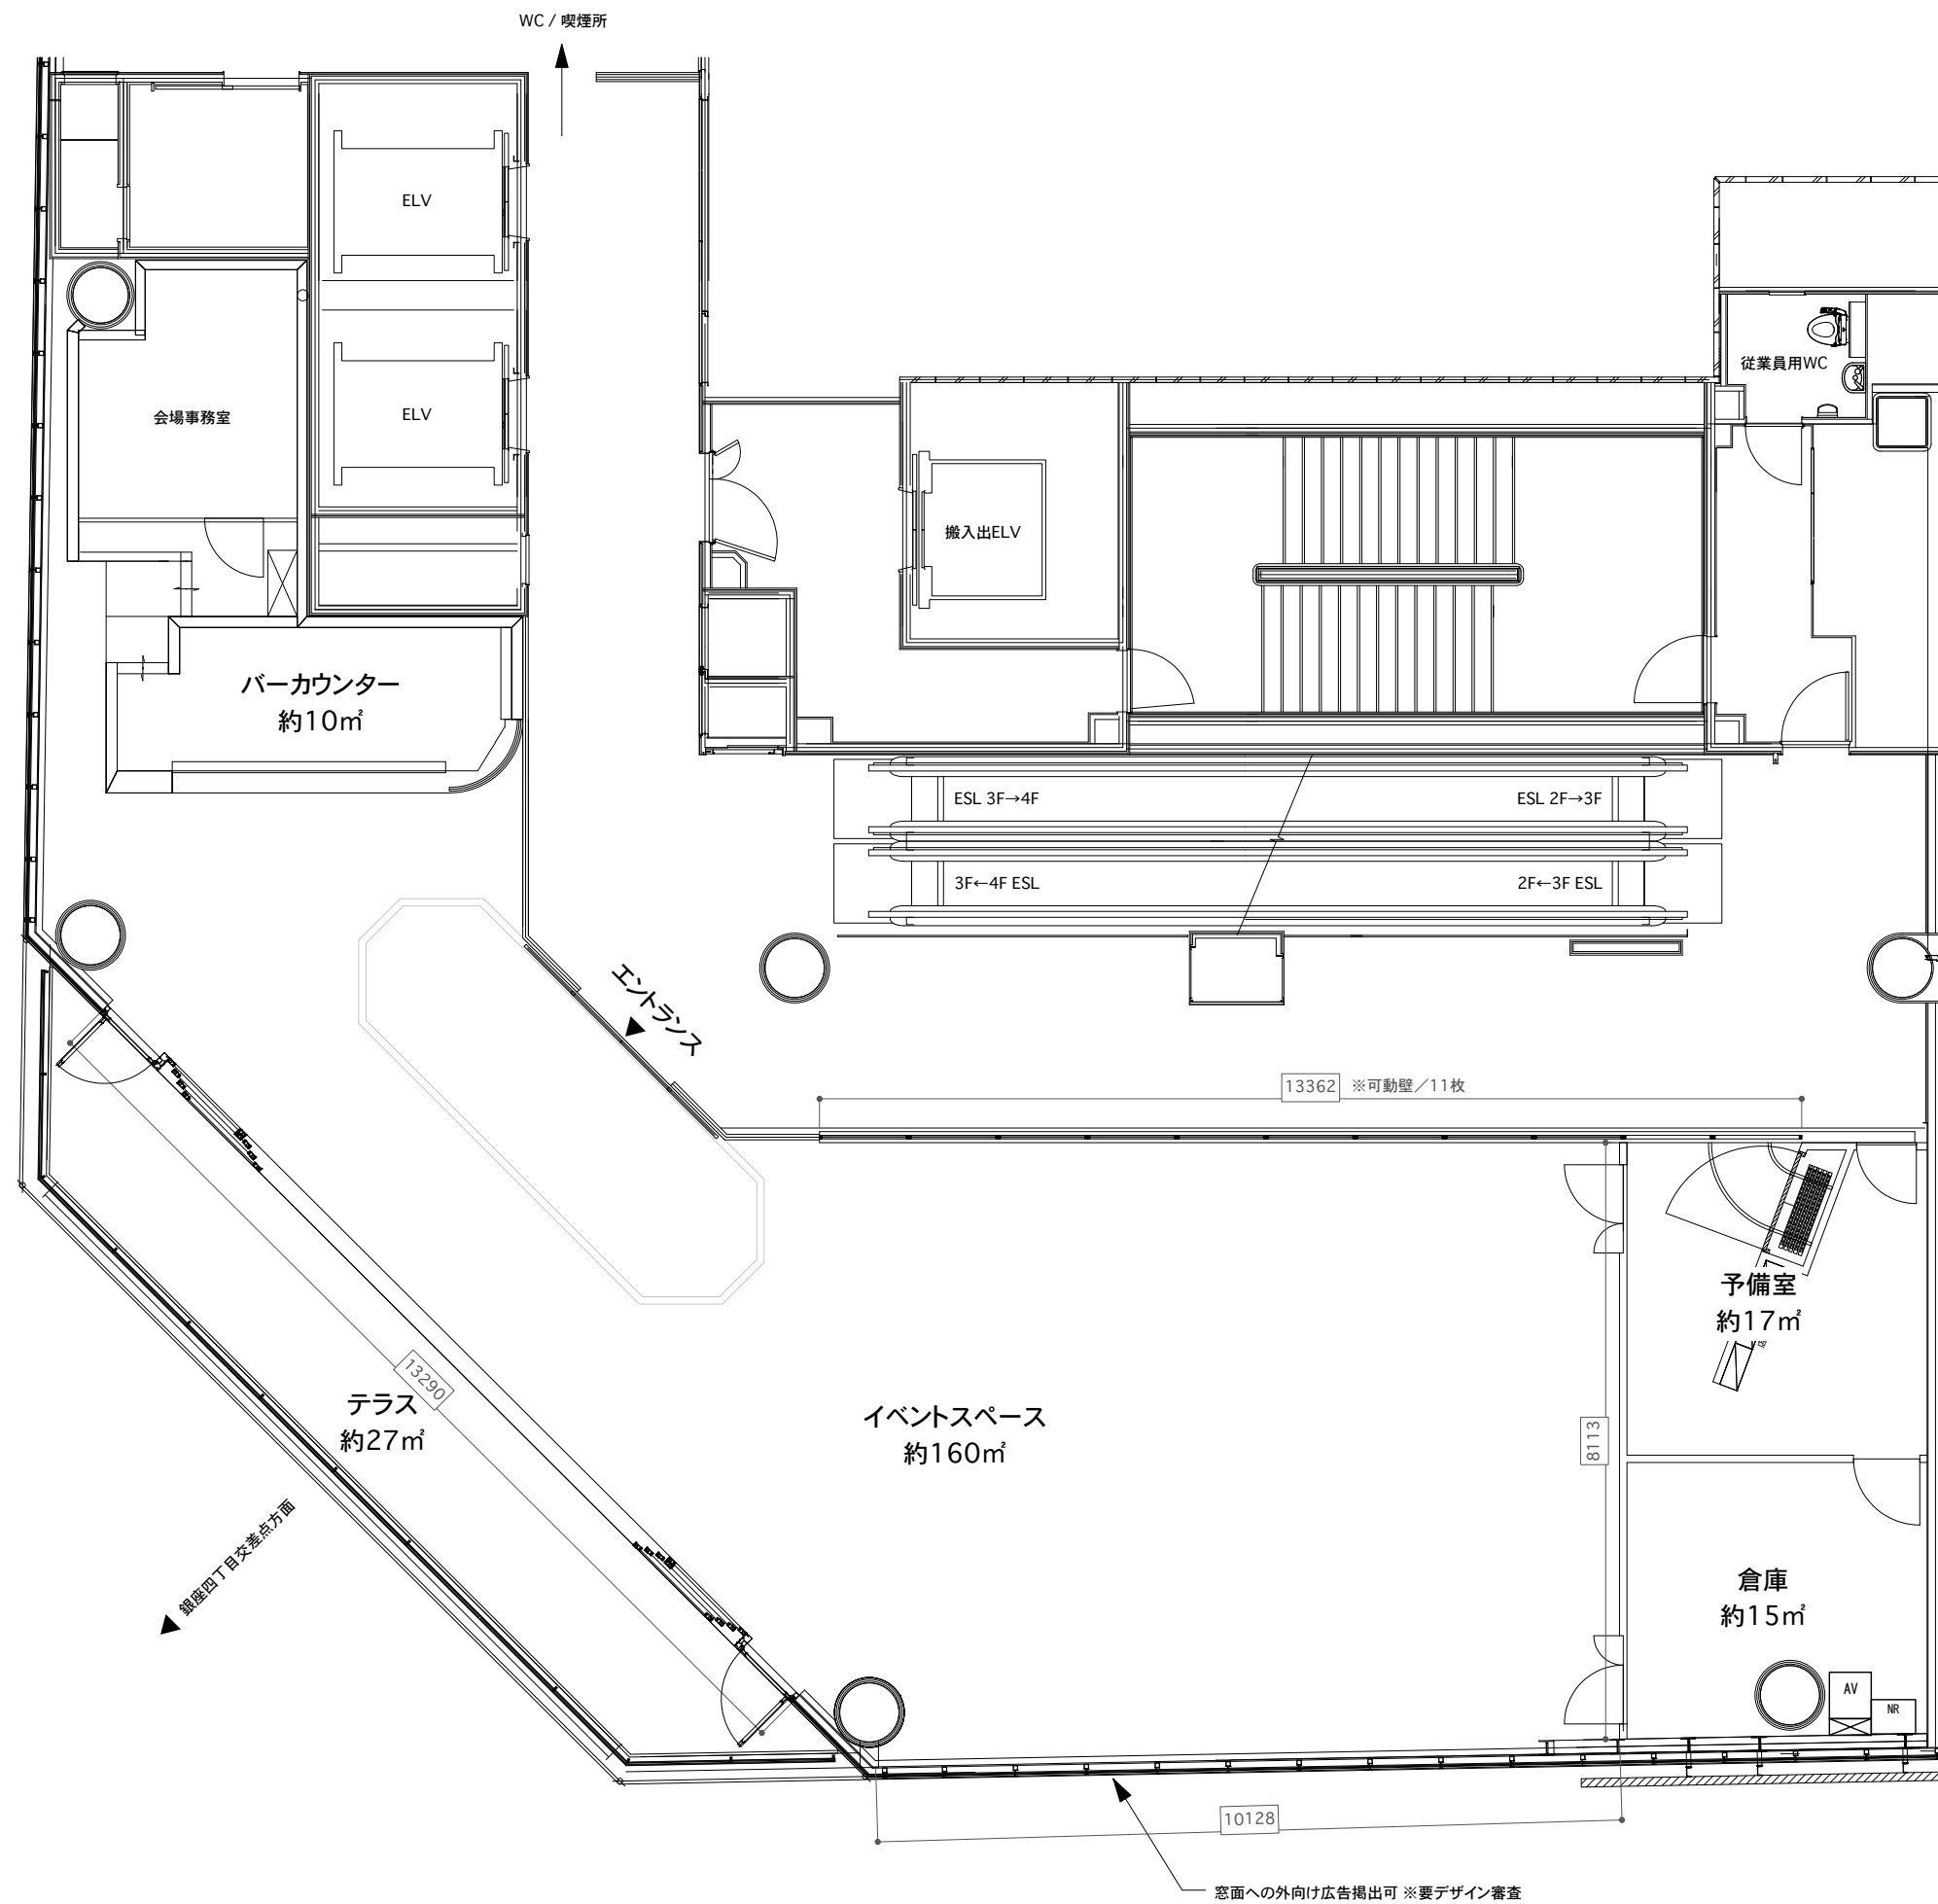 WC / 喫煙所
ELV
従業員用WC
会場事務室
ELV
搬入出ELV
バーカウンター
約10㎡
ESL 3F→4F
ESL 2F→3F
3F←4F ESL
2F←3F ESL
エントランス
13362
※可動壁／11枚
予備室
約17㎡
13290
テラス
約27㎡
イベントスペース
約160㎡
8113
銀座四丁目交差点方面
倉庫
約15㎡
AV
NR
10128
窓面への外向け広告掲出可 ※要デザイン審査